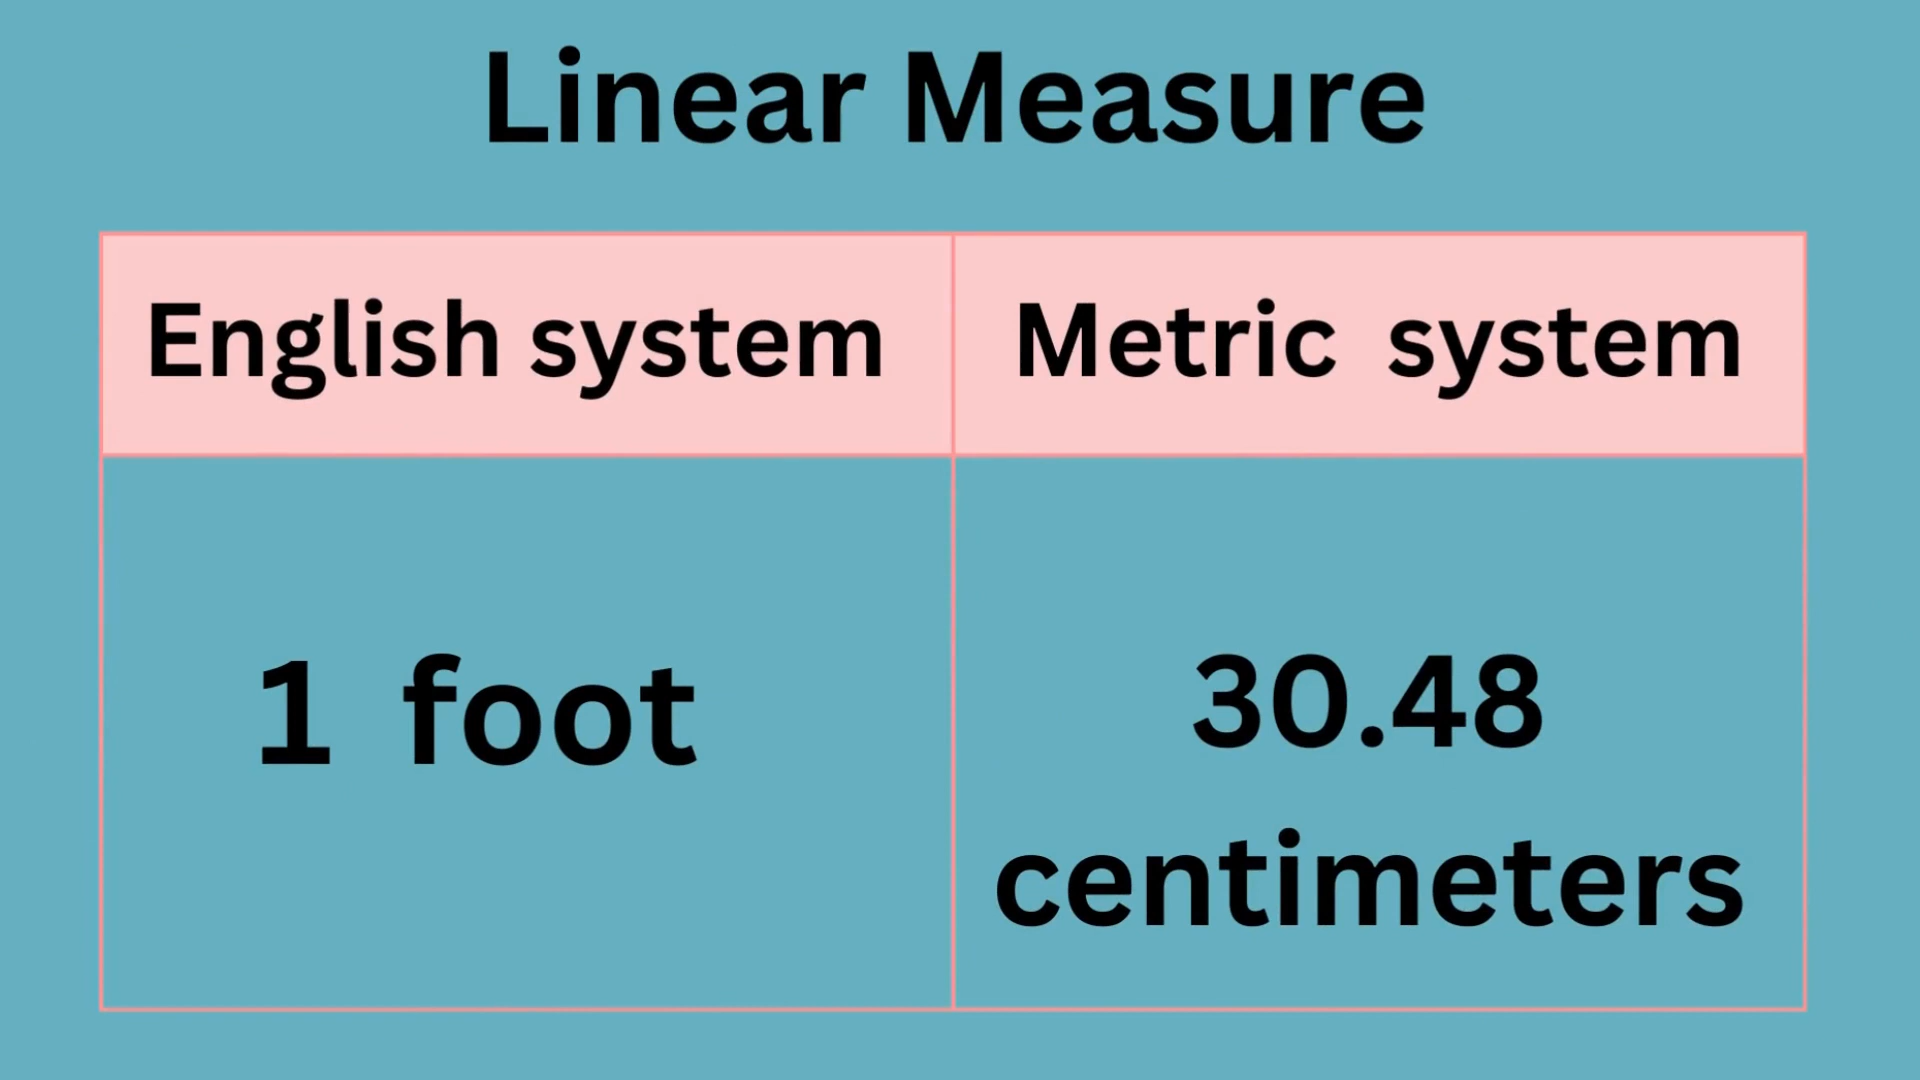 Linear Measure
English system
Metric system
1 foot
30.48
centimeters